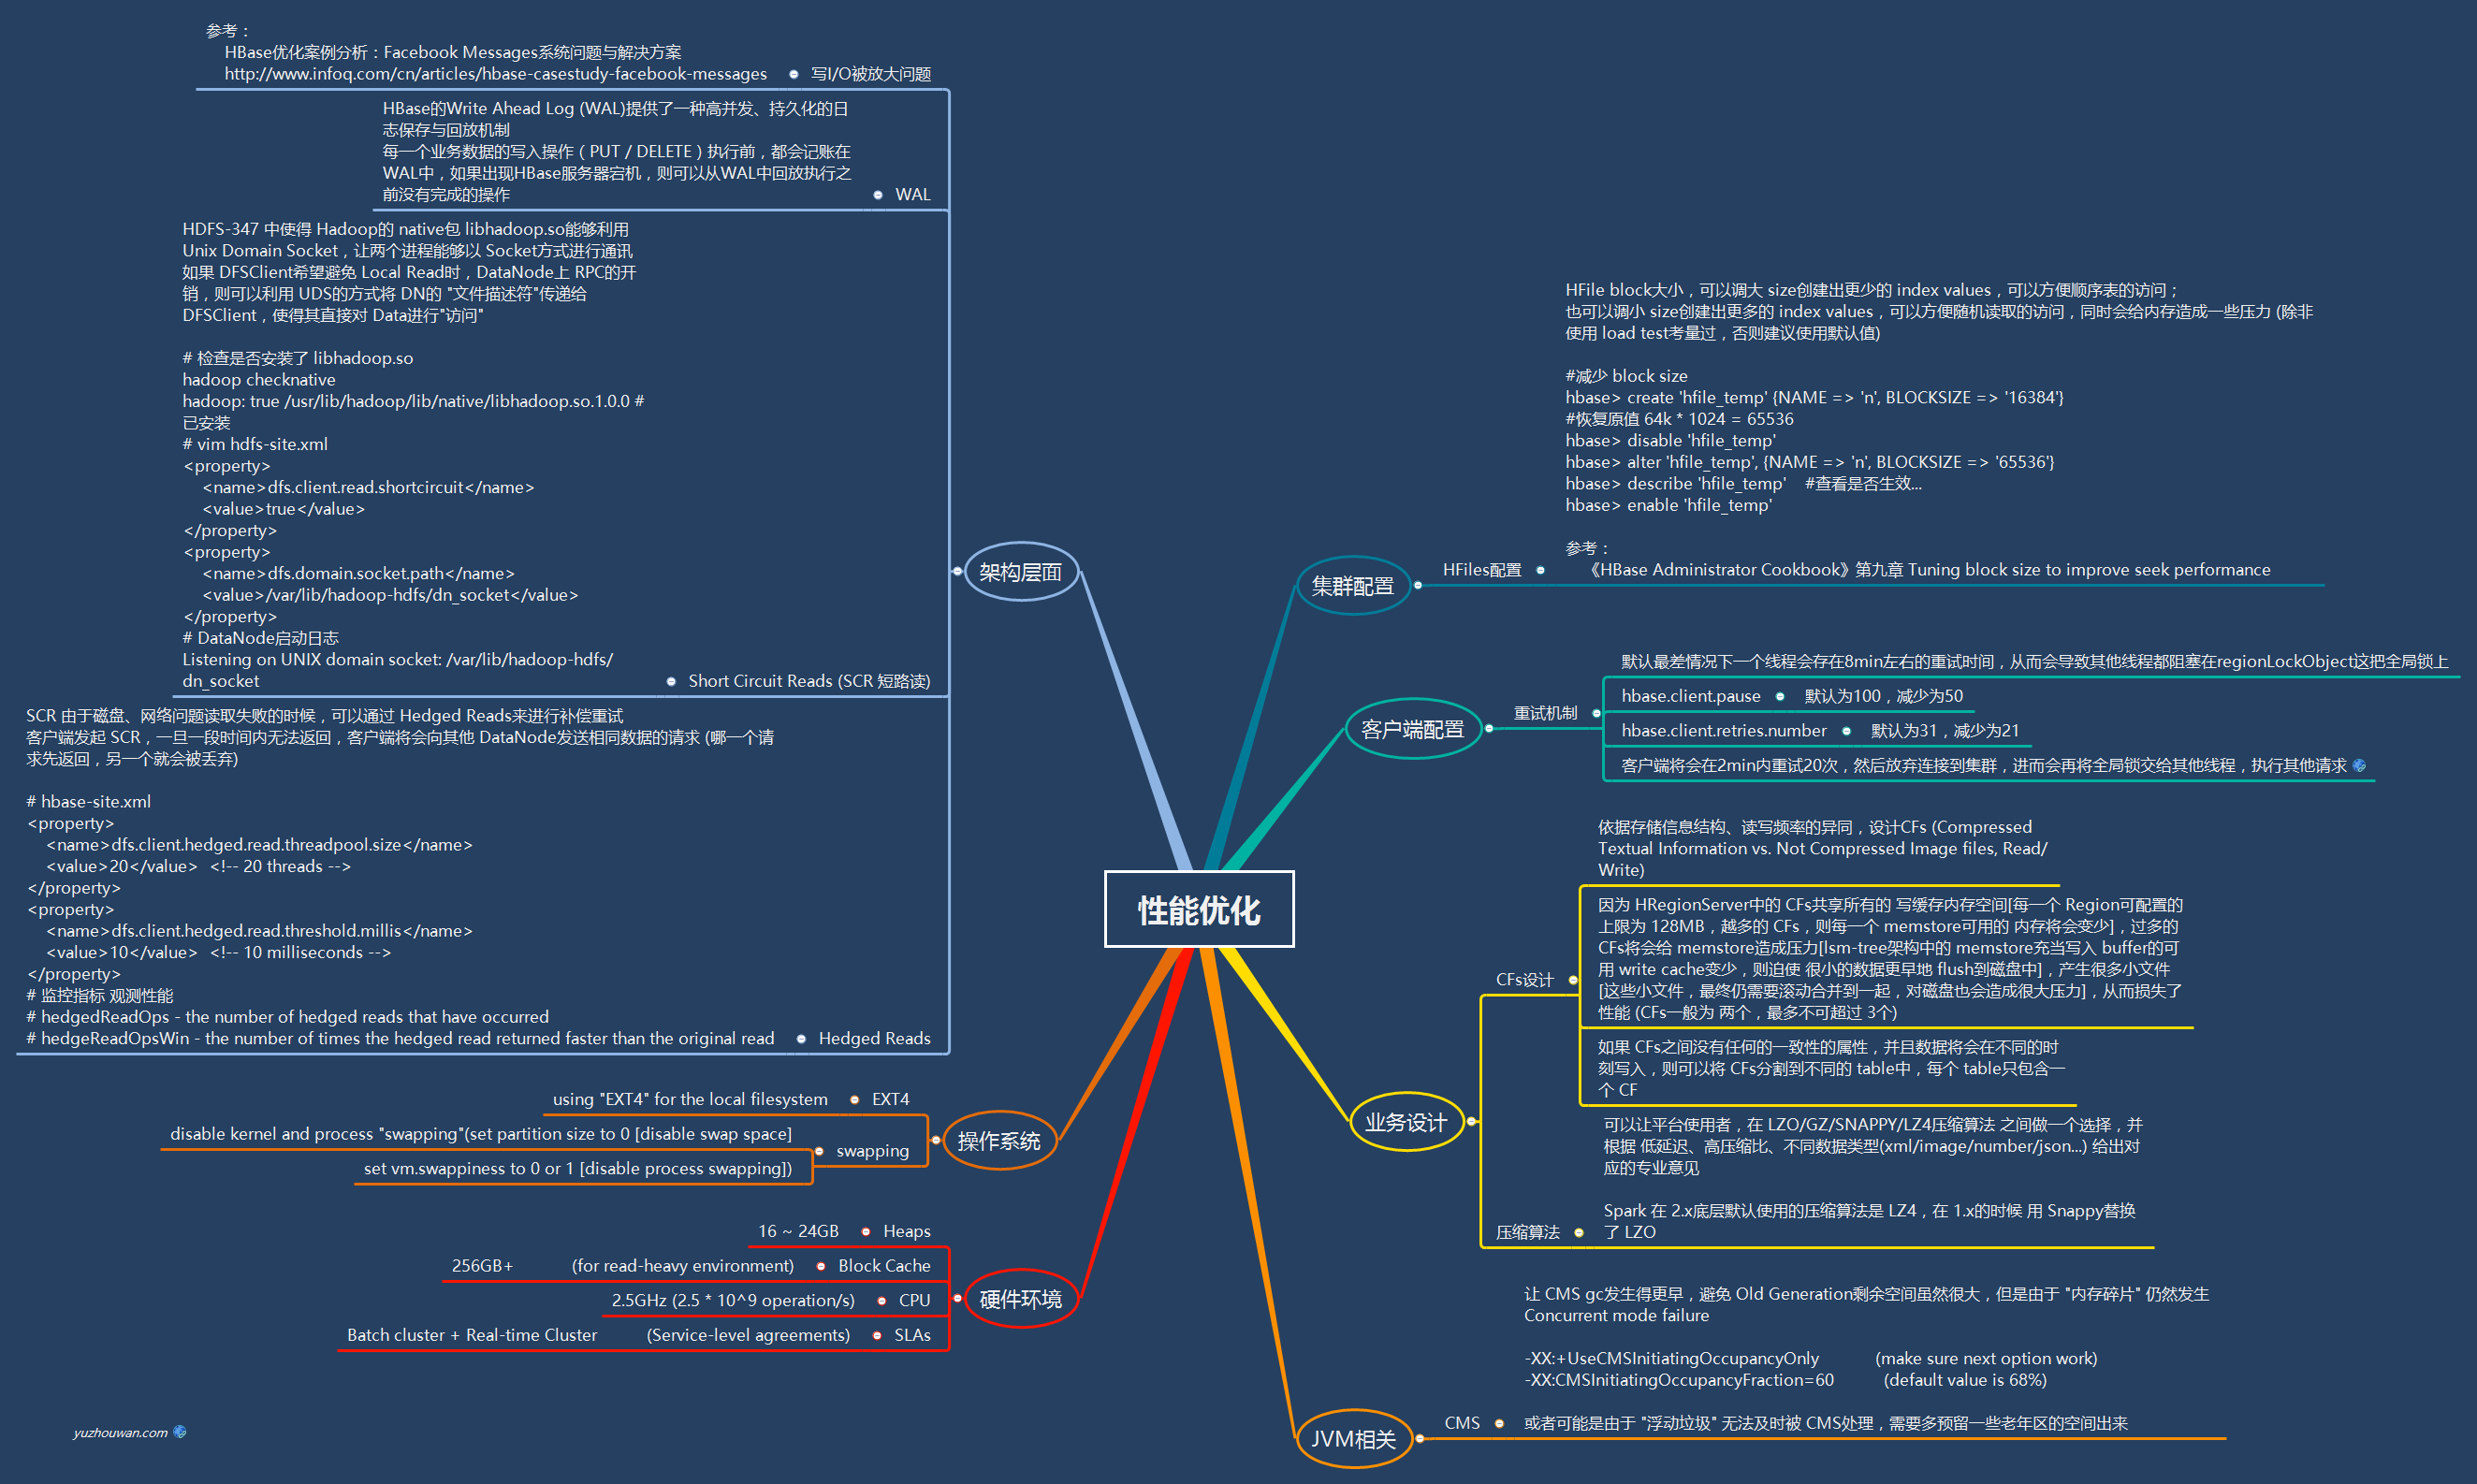 性能优化
架构层面
参考：
HBase优化案例分析：Facebook Messages系统问题与解决方案
http://www.infoq.com/cn/articles/hbase-casestudy-facebook-messages
写I/O被放大问题
HBase的Write Ahead Log (WAL)提供了一种高并发、持久化的日
志保存与回放机制
每一个业务数据的写入操作（PUT / DELETE）执行前，都会记账在
WAL中，如果出现HBase服务器宕机，则可以从WAL中回放执行之
前没有完成的操作
WAL
HDFS-347 中使得 Hadoop的 native包 libhadoop.so能够利用
Unix Domain Socket，让两个进程能够以 Socket方式进行通讯
如果 DFSClient希望避免 Local Read时，DataNode上 RPC的开
销，则可以利用 UDS的方式将 DN的 "文件描述符"传递给
DFSClient，使得其直接对 Data进行"访问"
# 检查是否安装了 libhadoop.so
hadoop checknative
hadoop: true /usr/lib/hadoop/lib/native/libhadoop.so.1.0.0 #
已安装
# vim hdfs-site.xml
<property>
<name>dfs.client.read.shortcircuit</name>
<value>true</value>
</property>
<property>
<name>dfs.domain.socket.path</name>
<value>/var/lib/hadoop-hdfs/dn_socket</value>
</property>
# DataNode启动日志
Listening on UNIX domain socket: /var/lib/hadoop-hdfs/
dn_socket
Short Circuit Reads (SCR 短路读)
SCR 由于磁盘、网络问题读取失败的时候，可以通过 Hedged Reads来进行补偿重试
客户端发起 SCR，一旦一段时间内无法返回，客户端将会向其他 DataNode发送相同数据的请求 (哪一个请
求先返回，另一个就会被丢弃)
# hbase-site.xml
<property>
<name>dfs.client.hedged.read.threadpool.size</name>
<value>20</value> <!-- 20 threads -->
</property>
<property>
<name>dfs.client.hedged.read.threshold.millis</name>
<value>10</value> <!-- 10 milliseconds -->
</property>
# 监控指标 观测性能
# hedgedReadOps - the number of hedged reads that have occurred
# hedgeReadOpsWin - the number of times the hedged read returned faster than the original read
Hedged Reads
操作系统
using "EXT4" for the local filesystem
EXT4
disable kernel and process "swapping"(set partition size to 0 [disable swap space]
set vm.swappiness to 0 or 1 [disable process swapping])
swapping
硬件环境
16 ~ 24GB
Heaps
256GB+ (for read-heavy environment)
Block Cache
2.5GHz (2.5 * 10^9 operation/s)
CPU
Batch cluster + Real-time Cluster (Service-level agreements)
SLAs
yuzhouwan.com
集群配置
HFiles配置
HFile block大小，可以调大 size创建出更少的 index values，可以方便顺序表的访问；
也可以调小 size创建出更多的 index values，可以方便随机读取的访问，同时会给内存造成一些压力 (除非
使用 load test考量过，否则建议使用默认值)
#减少 block size
hbase> create 'hfile_temp' {NAME => 'n', BLOCKSIZE => '16384'}
#恢复原值 64k * 1024 = 65536
hbase> disable 'hfile_temp'
hbase> alter 'hfile_temp', {NAME => 'n', BLOCKSIZE => '65536'}
hbase> describe 'hfile_temp' #查看是否生效...
hbase> enable 'hfile_temp'
参考：
《HBase Administrator Cookbook》第九章 Tuning block size to improve seek performance
客户端配置
重试机制
默认最差情况下一个线程会存在8min左右的重试时间，从而会导致其他线程都阻塞在regionLockObject这把全局锁上
hbase.client.pause
默认为100，减少为50
hbase.client.retries.number
默认为31，减少为21
客户端将会在2min内重试20次，然后放弃连接到集群，进而会再将全局锁交给其他线程，执行其他请求
业务设计
CFs设计
依据存储信息结构、读写频率的异同，设计CFs (Compressed
Textual Information vs. Not Compressed Image files, Read/
Write)
因为 HRegionServer中的 CFs共享所有的 写缓存内存空间[每一个 Region可配置的
上限为 128MB，越多的 CFs，则每一个 memstore可用的 内存将会变少]，过多的
CFs将会给 memstore造成压力[lsm-tree架构中的 memstore充当写入 buffer的可
用 write cache变少，则迫使 很小的数据更早地 flush到磁盘中]，产生很多小文件
[这些小文件，最终仍需要滚动合并到一起，对磁盘也会造成很大压力]，从而损失了
性能 (CFs一般为 两个，最多不可超过 3个)
如果 CFs之间没有任何的一致性的属性，并且数据将会在不同的时
刻写入，则可以将 CFs分割到不同的 table中，每个 table只包含一
个 CF
压缩算法
可以让平台使用者，在 LZO/GZ/SNAPPY/LZ4压缩算法 之间做一个选择，并
根据 低延迟、高压缩比、不同数据类型(xml/image/number/json...) 给出对
应的专业意见
Spark 在 2.x底层默认使用的压缩算法是 LZ4，在 1.x的时候 用 Snappy替换
了 LZO
JVM相关
CMS
让 CMS gc发生得更早，避免 Old Generation剩余空间虽然很大，但是由于 "内存碎片" 仍然发生
Concurrent mode failure
-XX:+UseCMSInitiatingOccupancyOnly (make sure next option work)
-XX:CMSInitiatingOccupancyFraction=60 (default value is 68%)
或者可能是由于 "浮动垃圾" 无法及时被 CMS处理，需要多预留一些老年区的空间出来